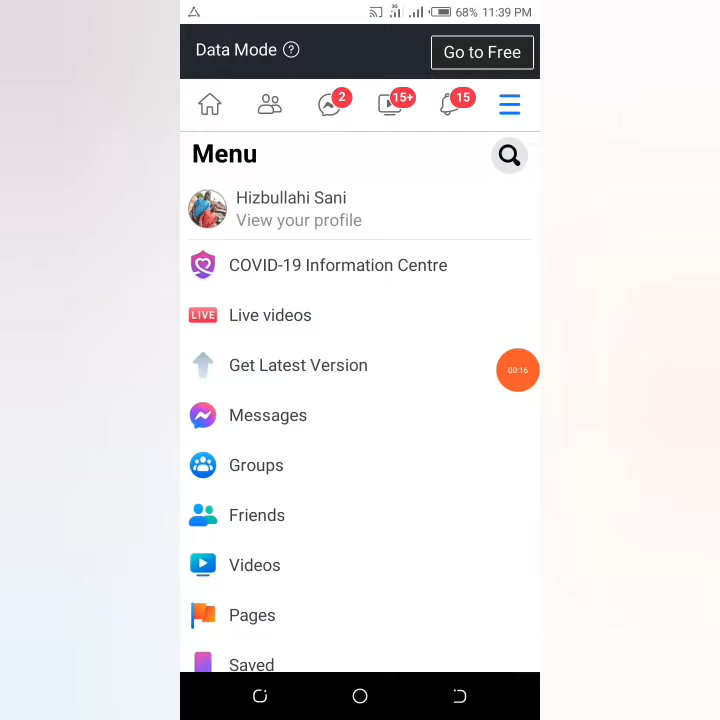 68% 11:39 PM
Data Mode ?
Go to Free
2
15+
15
Menu
Hizbullahi Sani
View your profile
COVID-19 Information Centre
LIVE Live videos
Get Latest Version
00:16
Messages
Groups
Friends
Videos
Pages
Saved